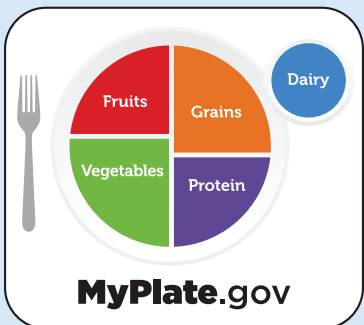 Dairy
Fruits
Grains
Vegetables
Protein
MyPlate.gov